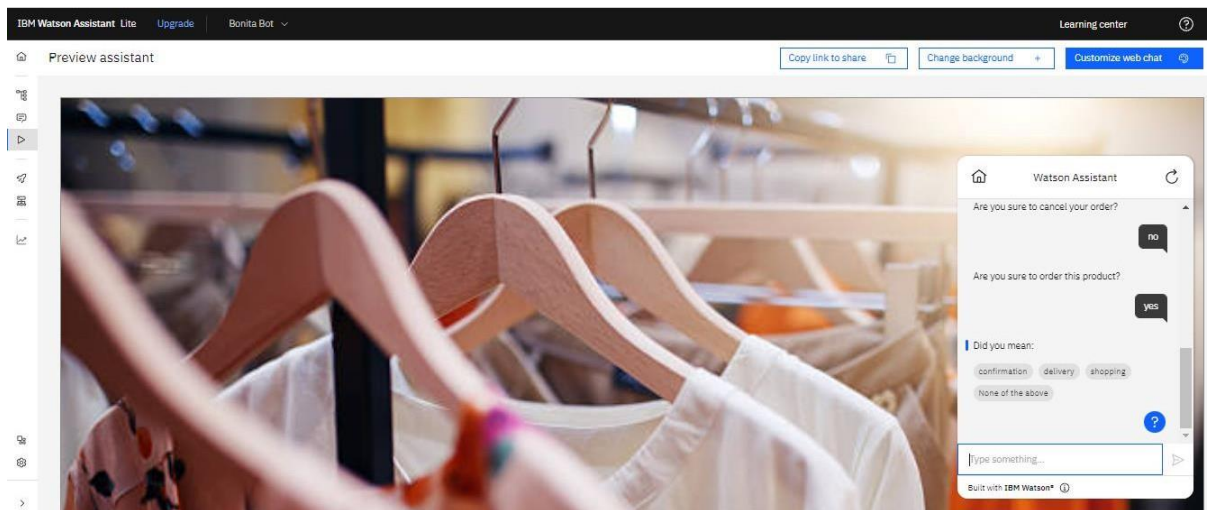 IBM Watson Assistant Lite Upgrade Bonita Bot Learning center
Preview assistant Copy link to share Change background + Customize web chat
Watson Assistant
Are you sure to cancel your order?
no
Are you sure to order this product?
yes
Did you mean:
confirmation delivery shopping
None of the above
?
Type something...
Built with IBM Watson®